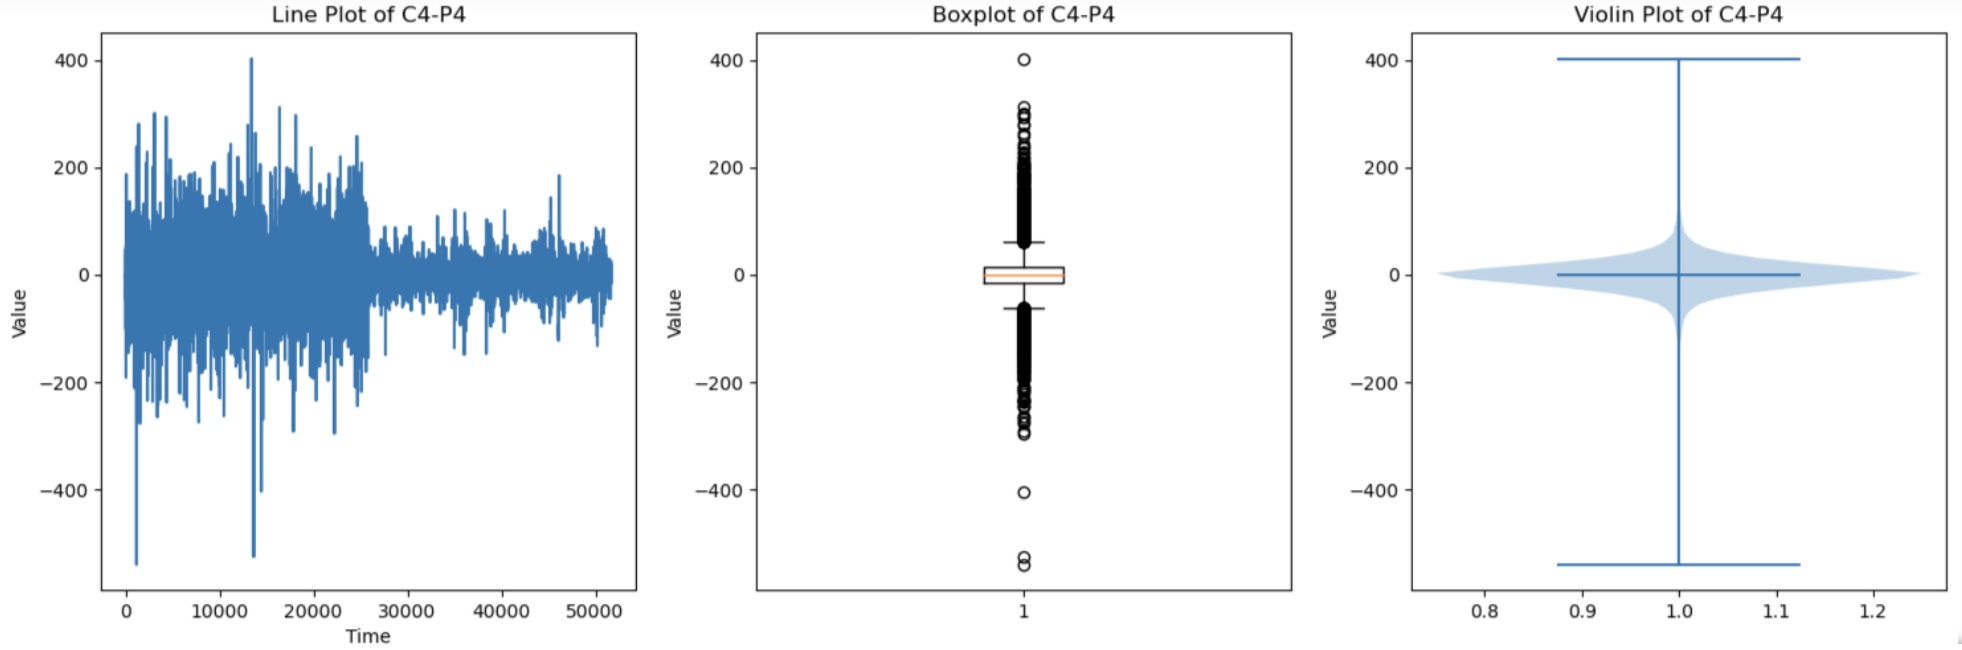 Line Plot of C4-P4
400
200
0
−200
−400
Value
0 10000 20000 30000 40000 50000
Time
Boxplot of C4-P4
400
200
0
−200
−400
Value
1
Violin Plot of C4-P4
400
200
0
−200
−400
Value
0.8 0.9 1.0 1.1 1.2